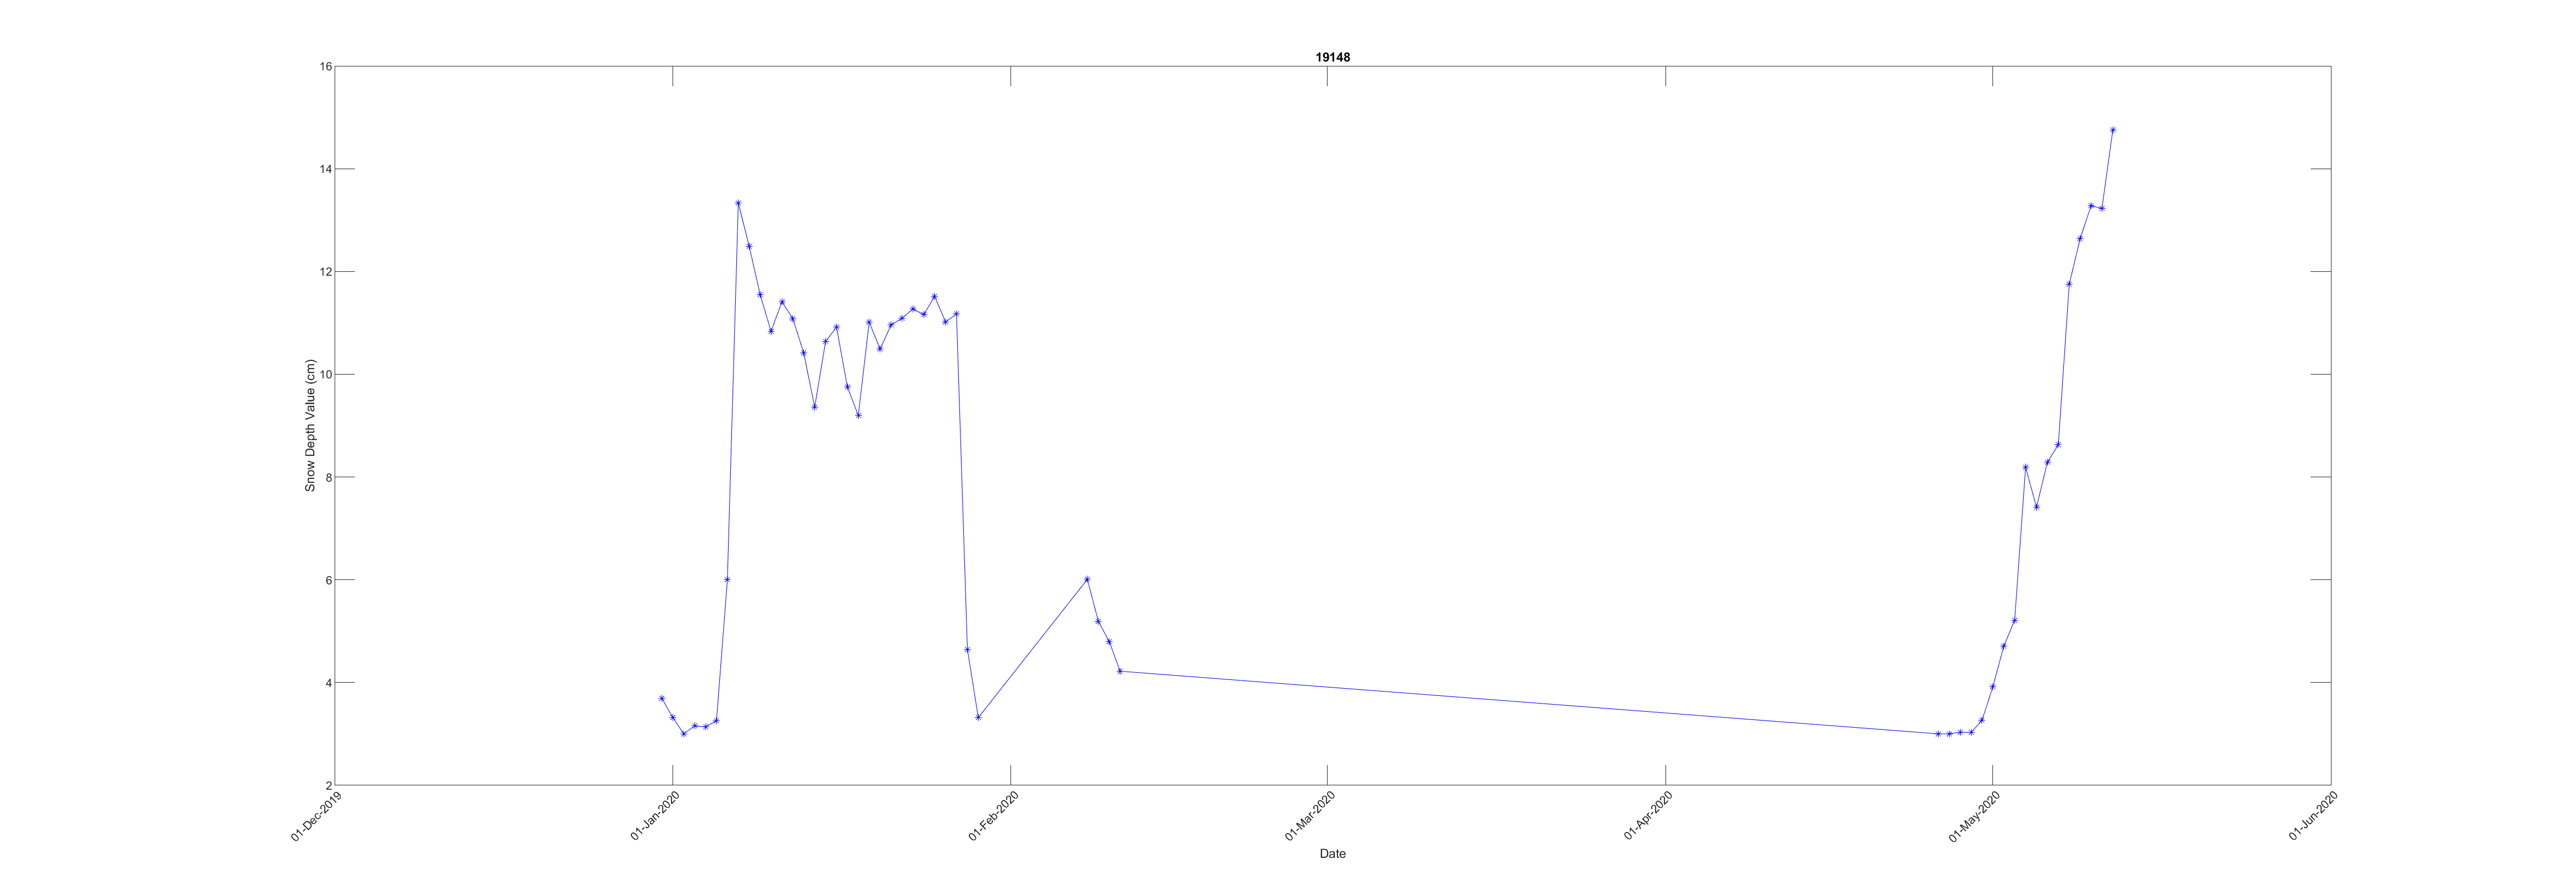 19148
Snow Depth Value (cm)
16
14
12
10
8
6
4
2
01-Dec-2019
01-Jan-2020
01-Feb-2020
01-Mar-2020
01-Apr-2020
01-May-2020
01-Jun-2020
Date